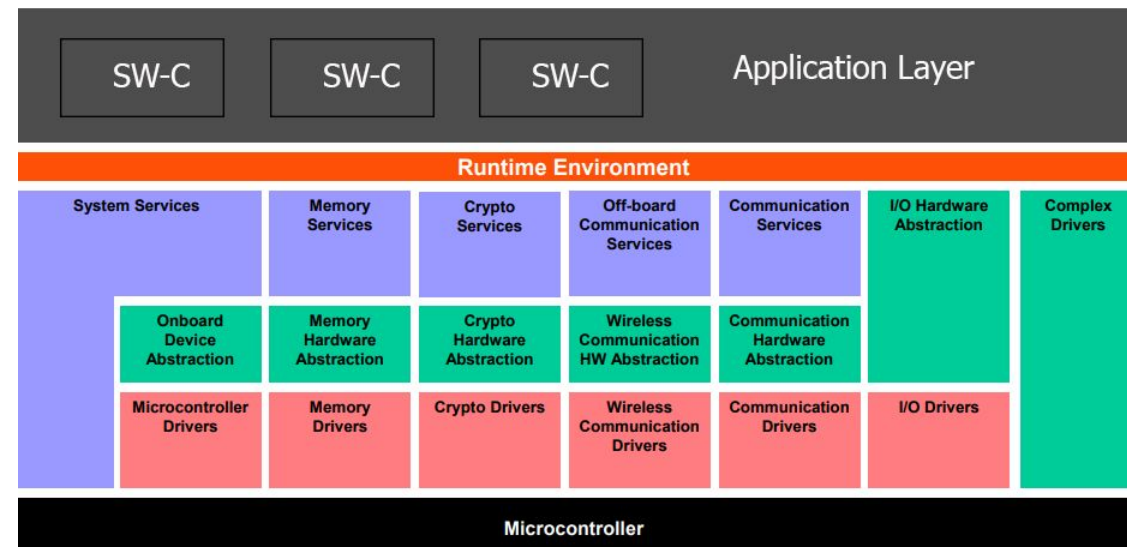 SW-C
SW-C
SW-C
Application Layer
Runtime Environment
System Services
Memory
Services
Crypto
Services
Off-board
Communication
Services
Communication
Services
I/O Hardware
Abstraction
Complex
Drivers
Onboard
Device
Abstraction
Memory
Hardware
Abstraction
Crypto
Hardware
Abstraction
Wireless
Communication
HW Abstraction
Communication
Hardware
Abstraction
Microcontroller
Drivers
Memory
Drivers
Crypto Drivers
Wireless
Communication
Drivers
Communication
Drivers
I/O Drivers
Microcontroller